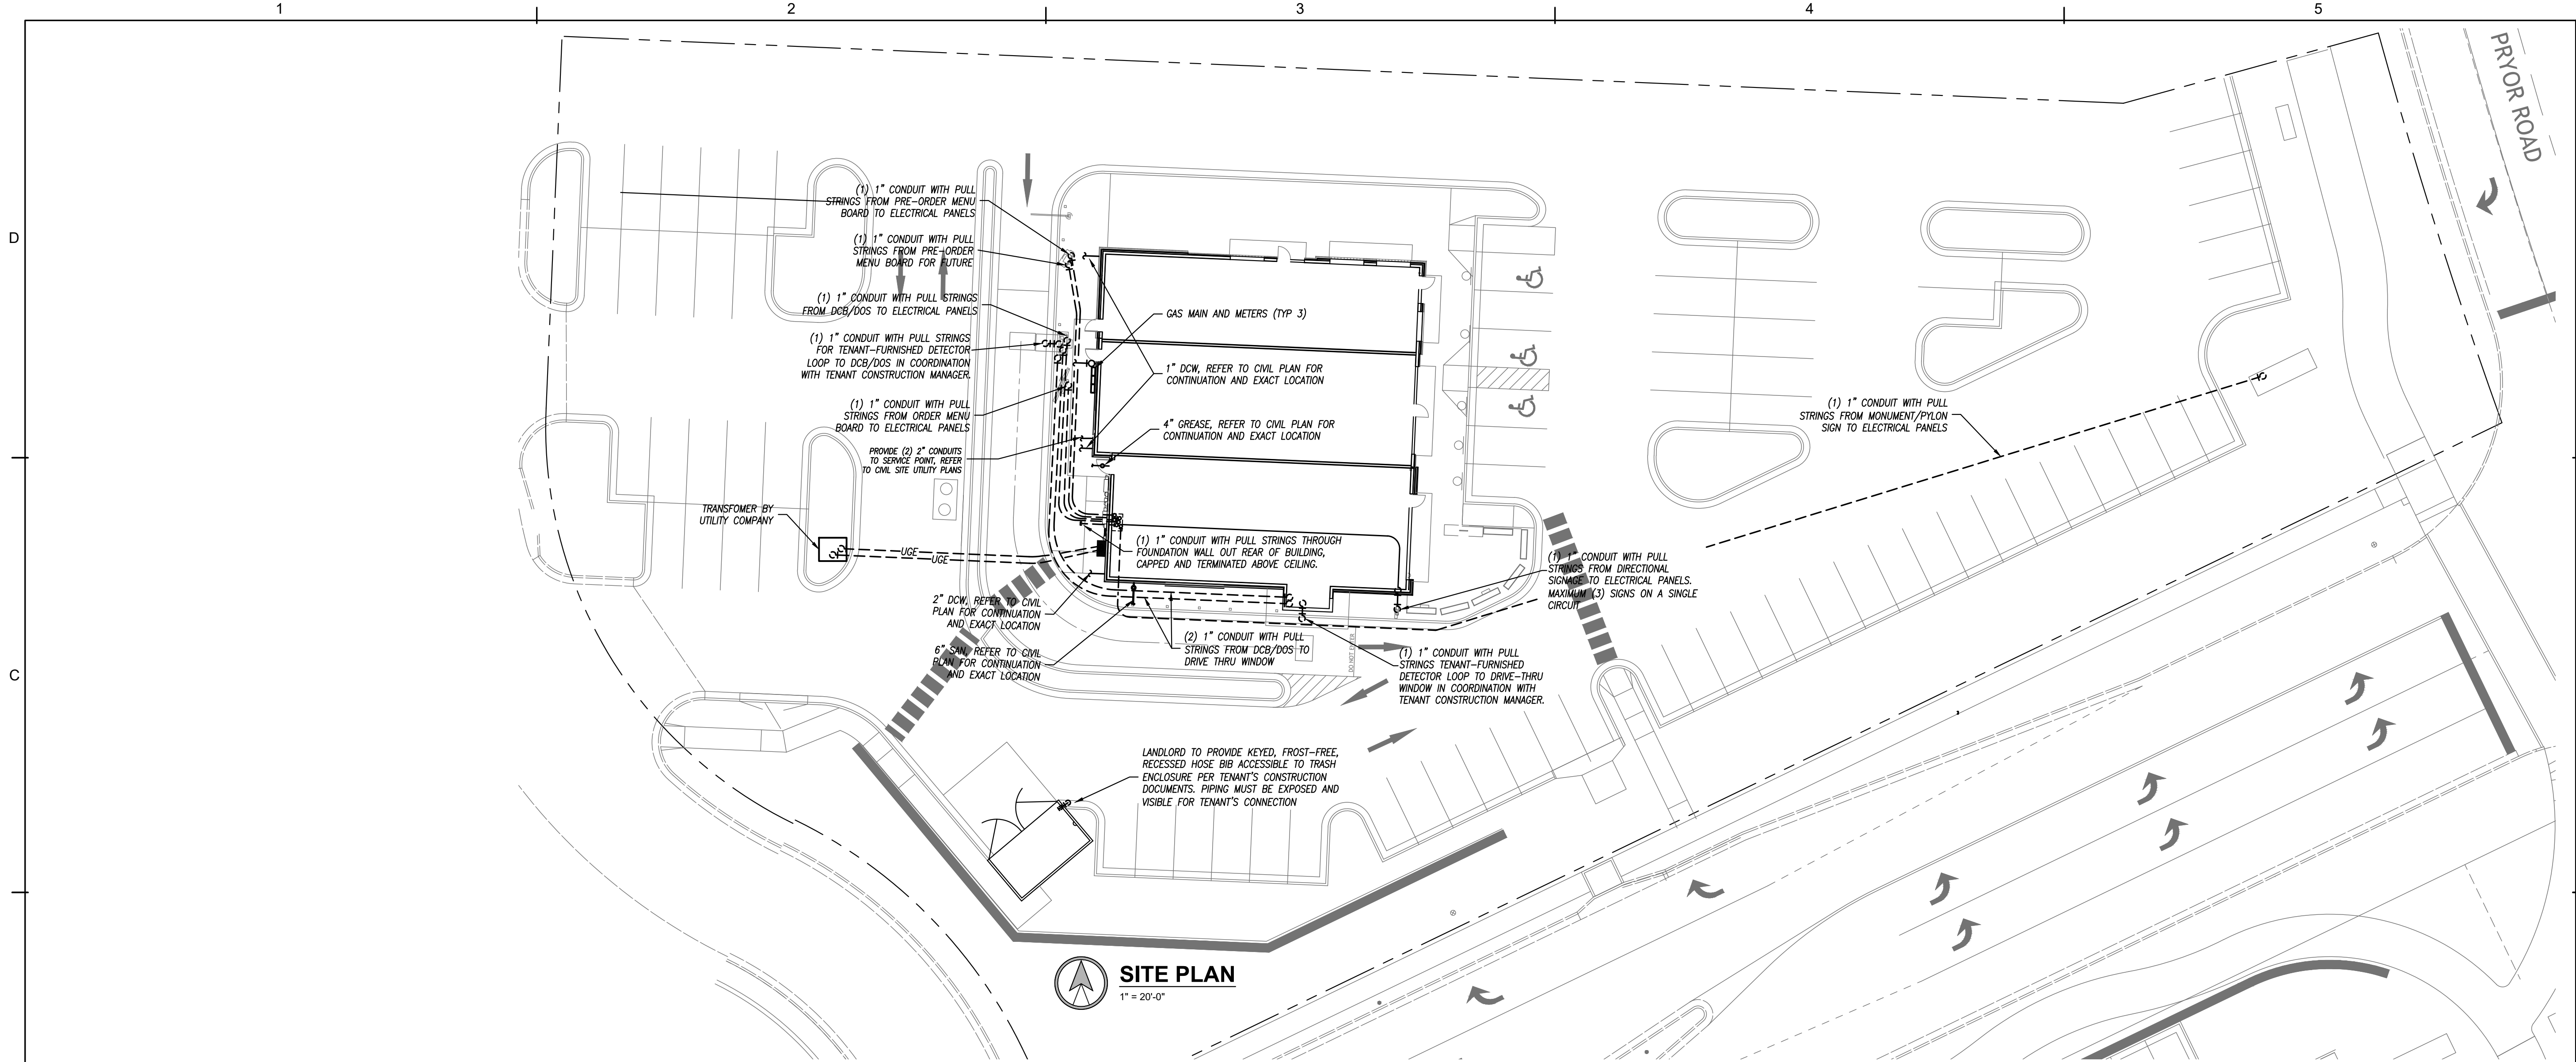 1
2
3
4
5
D
C
PRYOR ROAD
(1) 1" CONDUIT WITH PULL
STRINGS FROM PRE-ORDER MENU
BOARD TO ELECTRICAL PANELS
(1) 1" CONDUIT WITH PULL
STRINGS FROM PRE-ORDER
MENU BOARD FOR FUTURE
(1) 1" CONDUIT WITH PULL STRINGS
FROM DCB/DOS TO ELECTRICAL PANELS
(1) 1" CONDUIT WITH PULL STRINGS
FOR TENANT-FURNISHED DETECTOR
LOOP TO DCB/DOS IN COORDINATION
WITH TENANT CONSTRUCTION MANAGER.
(1) 1" CONDUIT WITH PULL
STRINGS FROM ORDER MENU
BOARD TO ELECTRICAL PANELS
PROVIDE (2) 2" CONDUITS
TO SERVICE POINT, REFER
TO CIVIL SITE UTILITY PLANS
TRANSFOMER BY
UTILITY COMPANY
UGE
UGE
GAS MAIN AND METERS (TYP 3)
1" DCW, REFER TO CIVIL PLAN FOR
CONTINUATION AND EXACT LOCATION
4" GREASE, REFER TO CIVIL PLAN FOR
CONTINUATION AND EXACT LOCATION
(1) 1" CONDUIT WITH PULL
STRINGS FROM MONUMENT/PYLON
SIGN TO ELECTRICAL PANELS
(1) 1" CONDUIT WITH PULL STRINGS THROUGH
FOUNDATION WALL OUT REAR OF BUILDING,
CAPPED AND TERMINATED ABOVE CEILING.
(1) 1" CONDUIT WITH PULL
STRINGS FROM DIRECTIONAL
SIGNAGE TO ELECTRICAL PANELS.
MAXIMUM (3) SIGNS ON A SINGLE
CIRCUIT
2" DCW, REFER TO CIVIL
PLAN FOR CONTINUATION
AND EXACT LOCATION
6" SAN, REFER TO CIVIL
PLAN FOR CONTINUATION
AND EXACT LOCATION
(2) 1" CONDUIT WITH PULL
STRINGS FROM DCB/DOS TO
DRIVE THRU WINDOW
DO NOT ENTER
(1) 1" CONDUIT WITH PULL
STRINGS TENANT-FURNISHED
DETECTOR LOOP TO DRIVE-THRU
WINDOW IN COORDINATION WITH
TENANT CONSTRUCTION MANAGER.
LANDLORD TO PROVIDE KEYED, FROST-FREE,
RECESSED HOSE BIB ACCESSIBLE TO TRASH
ENCLOSURE PER TENANT'S CONSTRUCTION
DOCUMENTS. PIPING MUST BE EXPOSED AND
VISIBLE FOR TENANT'S CONNECTION
SITE PLAN
1" = 20'-0"